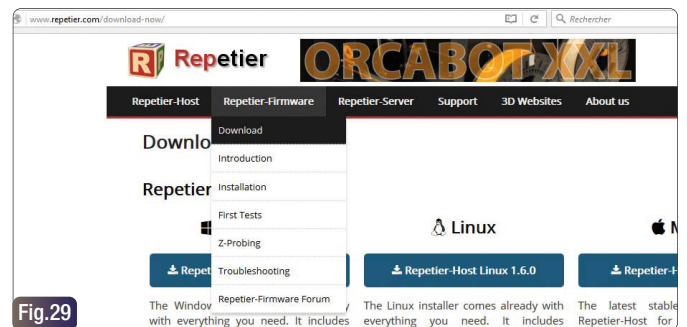 www.repetier.com/download-now/
Rechercher
R Repetier
ORCABOT XXL
Repetier-Host Repetier-Firmware Repetier-Server Support 3D Websites About us
Download
Introduction
Installation
First Tests
Z-Probing
Troubleshooting
Repetier-Firmware Forum
Downlo
Repetier
Linux
M
Repet
Repetier-Host Linux 1.6.0
Repetier-H
The Window
with everything you need. It includes
The Linux installer comes already with
everything you need. It includes
The latest stable
Repetier-Host for
Fig.29